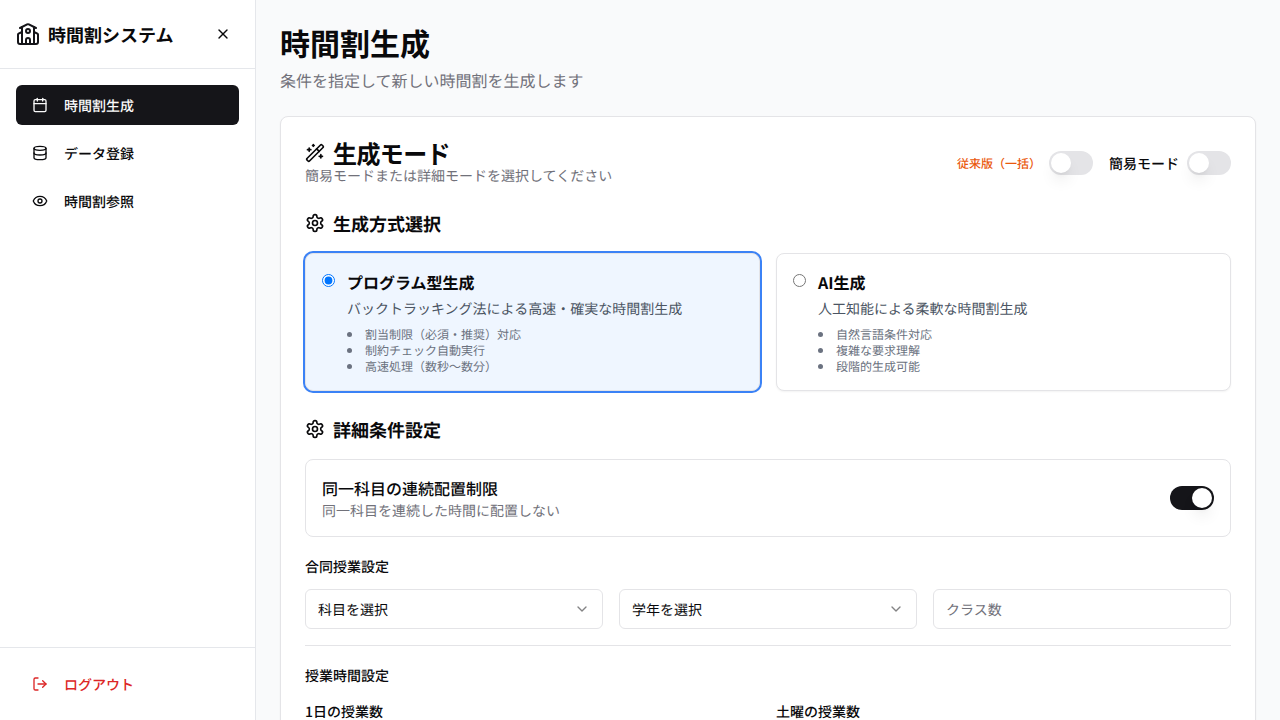 時間割システム
時間割生成
データ登録
時間割参照
ログアウト
時間割生成
条件を指定して新しい時間割を生成します
生成モード
簡易モードまたは詳細モードを選択してください
従来版（一括）
簡易モード
生成方式選択
プログラム型生成
バックトラッキング法による高速・確実な時間割生成
割当制限（必須・推奨）対応
制約チェック自動実行
高速処理（数秒〜数分）
AI生成
人工知能による柔軟な時間割生成
自然言語条件対応
複雑な要求理解
段階的生成可能
詳細条件設定
同一科目の連続配置制限
同一科目を連続した時間に配置しない
合同授業設定
科目を選択
学年を選択
クラス数
授業時間設定
1日の授業数
土曜の授業数